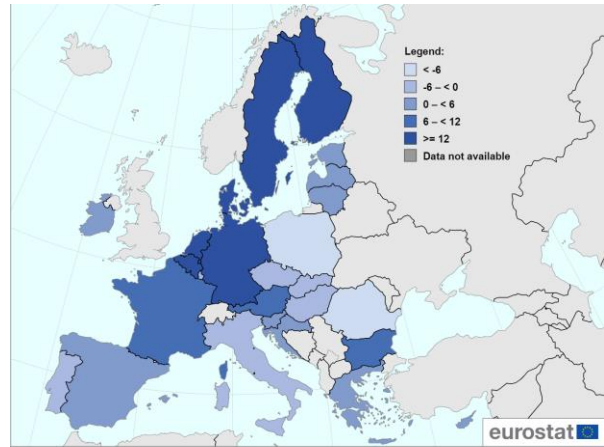 Legend:
< -6
-6 – < 0
0 – < 6
6 – < 12
>= 12
Data not available
eurostat